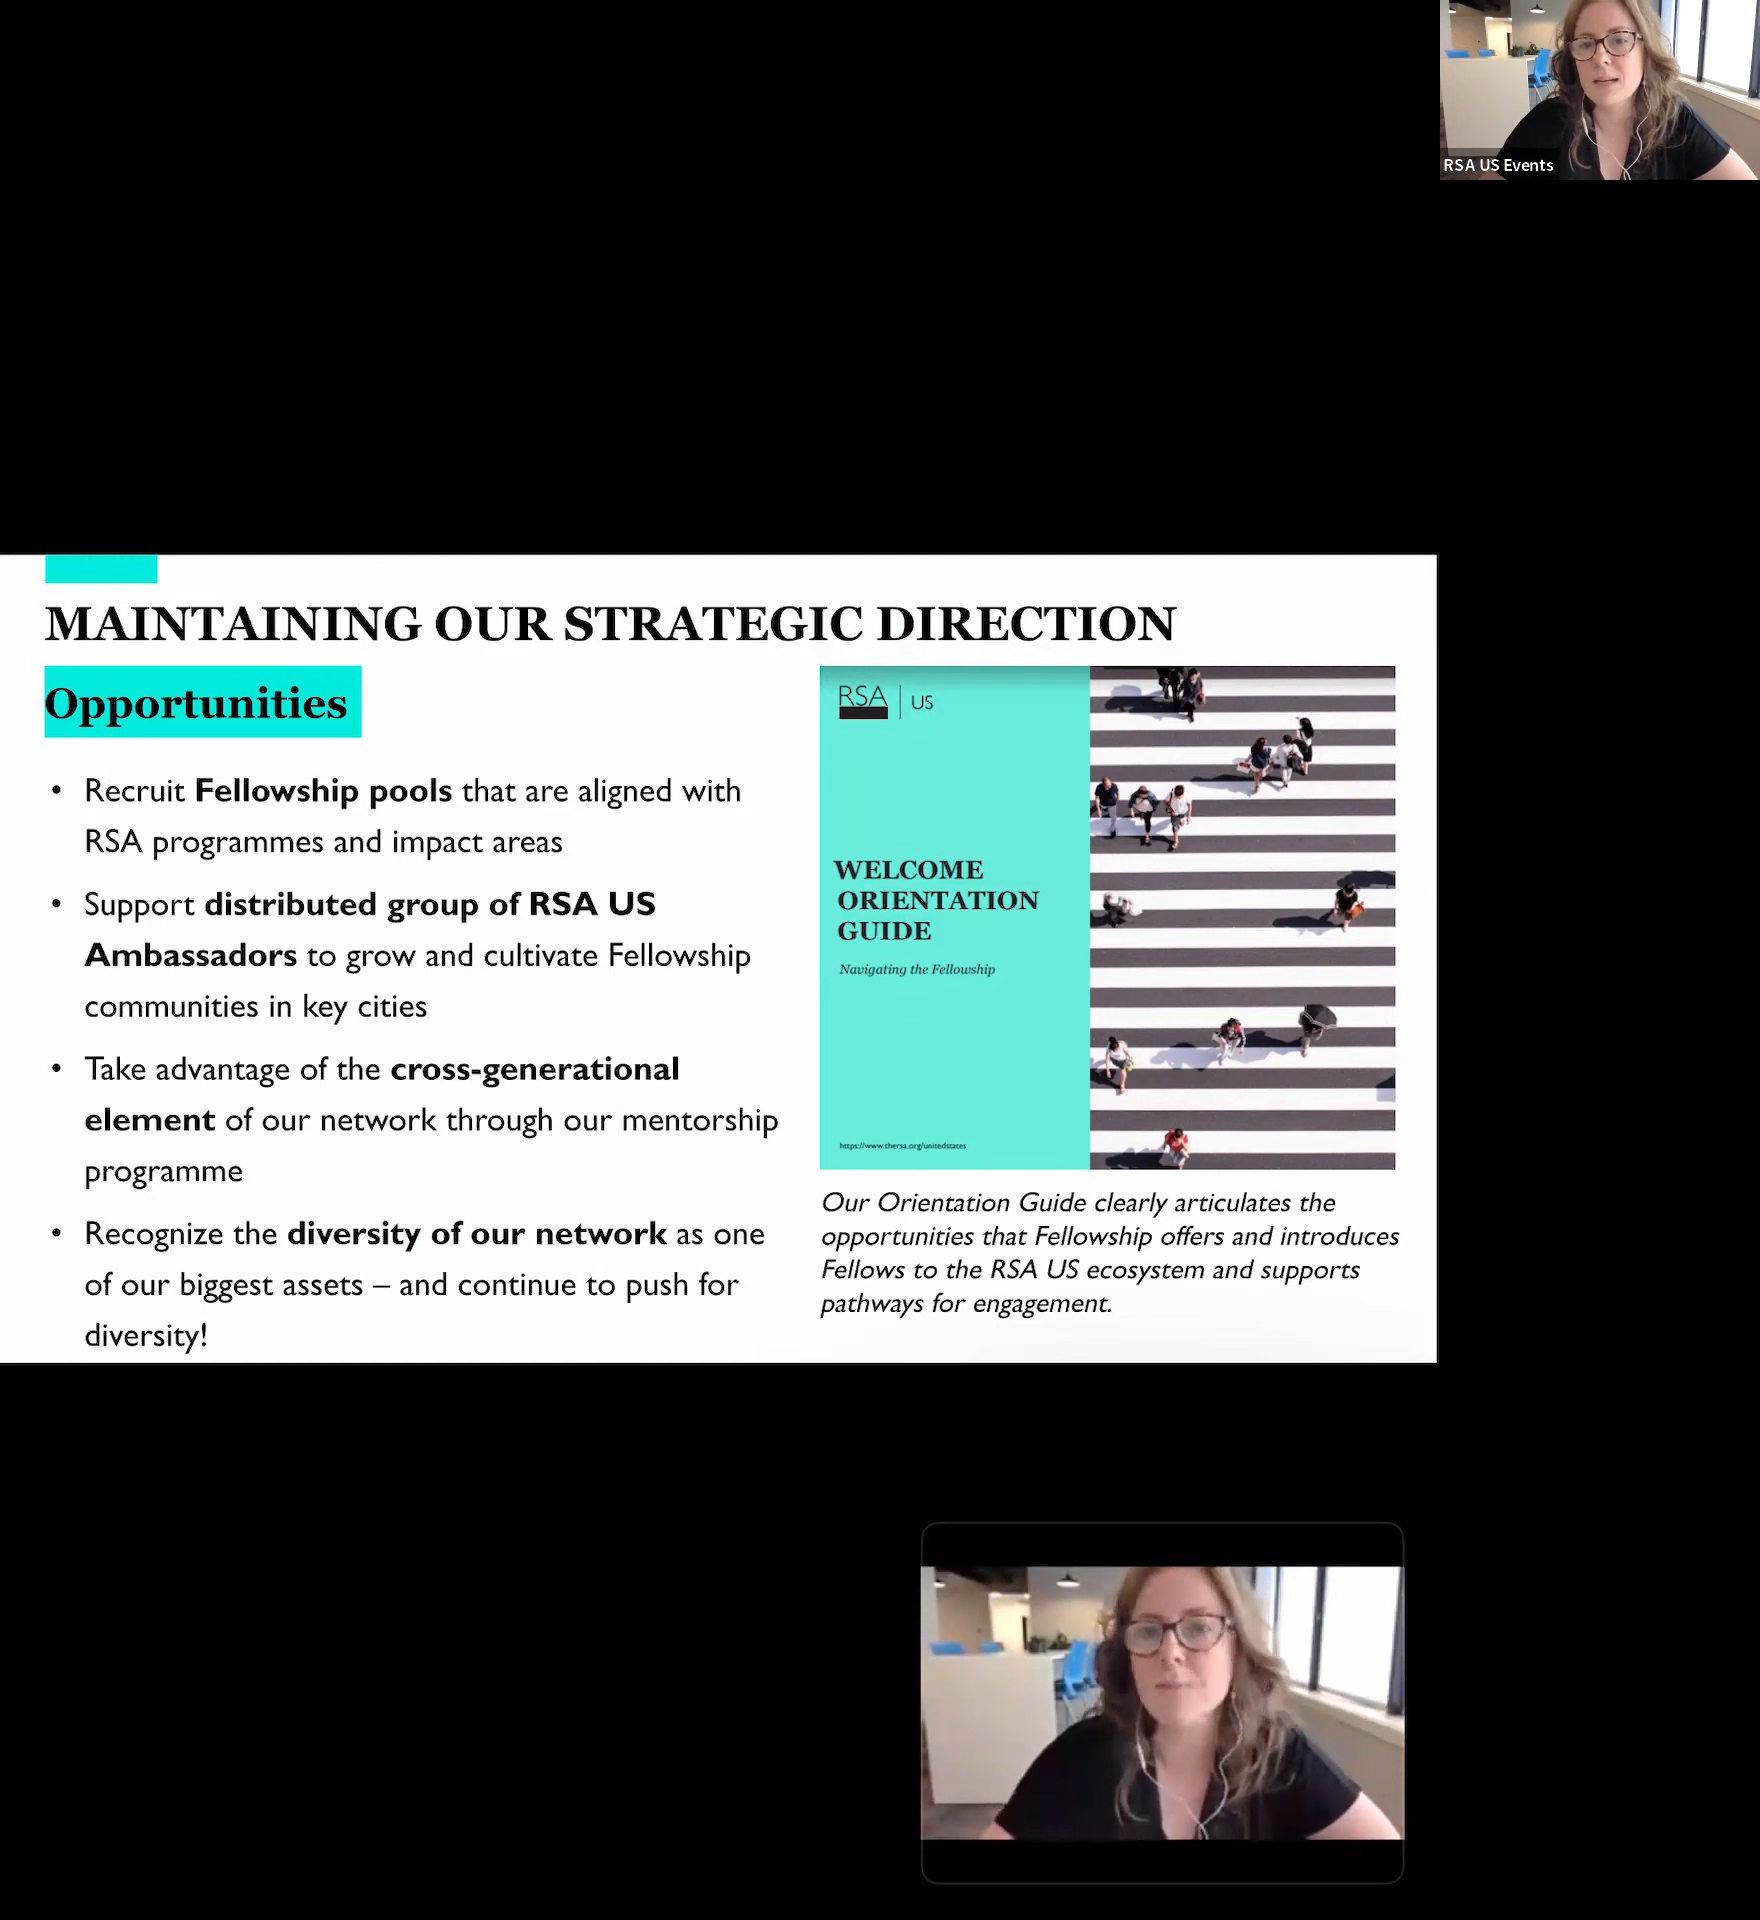 RSA US Events
MAINTAINING OUR STRATEGIC DIRECTION
Opportunities
• Recruit Fellowship pools that are aligned with
RSA programmes and impact areas
• Support distributed group of RSA US
Ambassadors to grow and cultivate Fellowship
communities in key cities
• Take advantage of the cross-generational
element of our network through our mentorship
programme
• Recognize the diversity of our network as one
of our biggest assets – and continue to push for
diversity!
RSA | US
WELCOME
ORIENTATION
GUIDE
Navigating the Fellowship
https://www.thersa.org/unitedstates
Our Orientation Guide clearly articulates the
opportunities that Fellowship offers and introduces
Fellows to the RSA US ecosystem and supports
pathways for engagement.